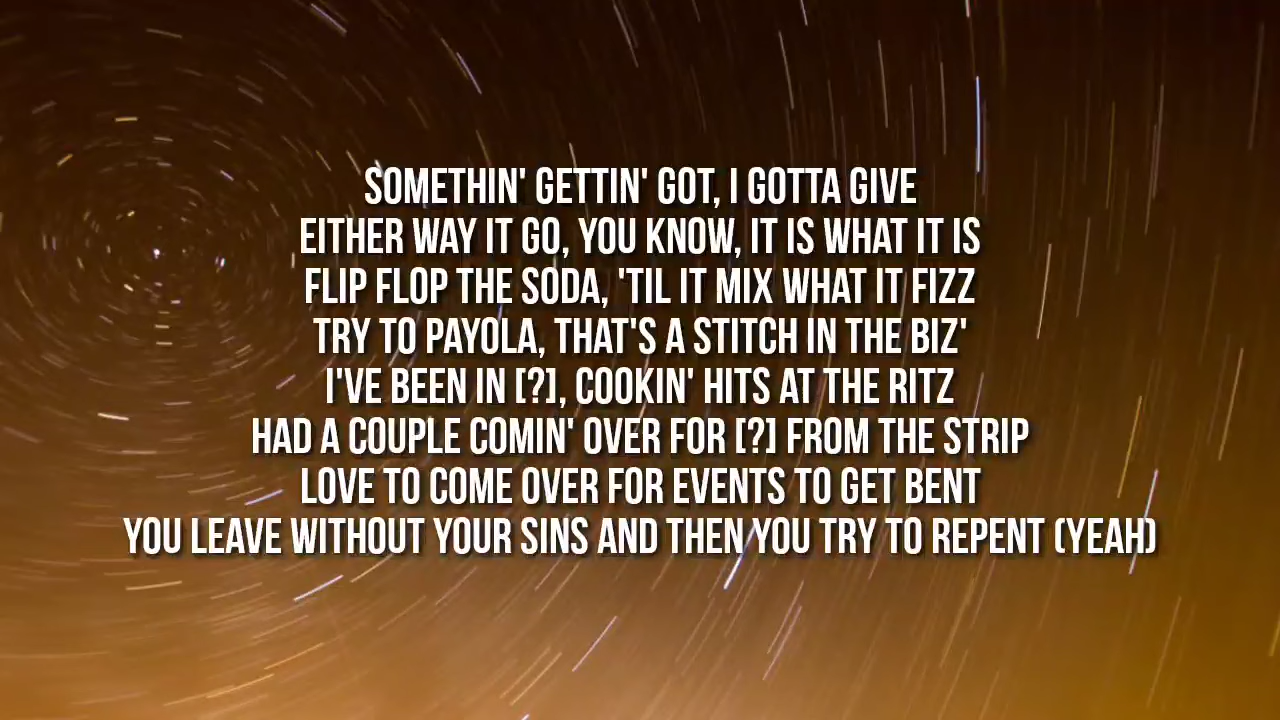 SOMETHIN' GETTIN' GOT, I GOTTA GIVE
EITHER WAY IT GO, YOU KNOW, IT IS WHAT IT IS
FLIP FLOP THE SODA, 'TIL IT MIX WHAT IT FIZZ
TRY TO PAYOLA, THAT'S A STITCH IN THE BIZ'
I'VE BEEN IN [?], COOKIN' HITS AT THE RITZ
HAD A COUPLE COMIN' OVER FOR [?] FROM THE STRIP
LOVE TO COME OVER FOR EVENTS TO GET BENT
YOU LEAVE WITHOUT YOUR SINS AND THEN YOU TRY TO REPENT (YEAH)